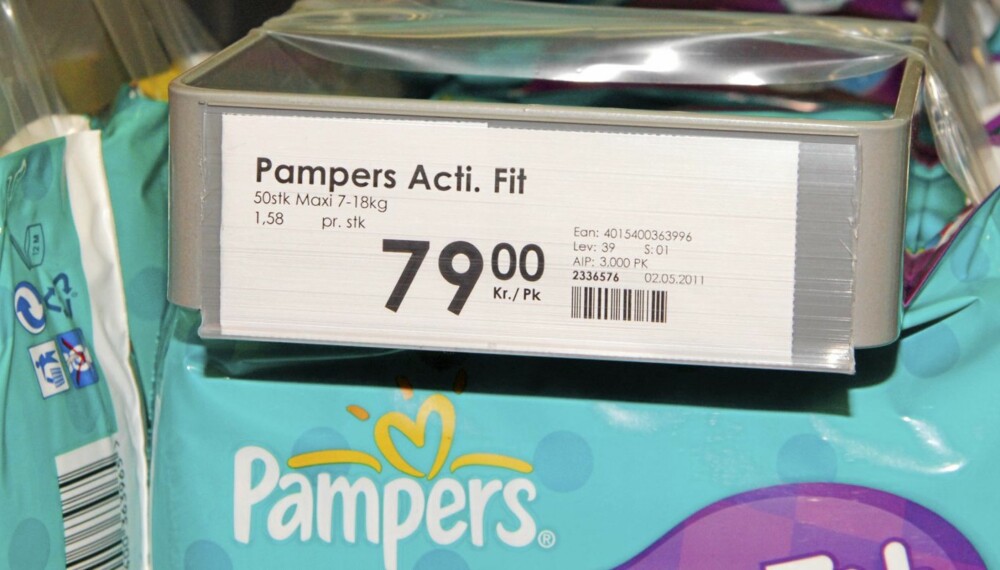 Pampers Acti. Fit
50stk Maxi 7-18kg
1,58 pr. stk
79 00
Kr./ Pk
Ean: 4015400363996
Lev: 39 S: 01
AIP: 3,000 PK
2336576 02.05.2011
12 M
Pampers®